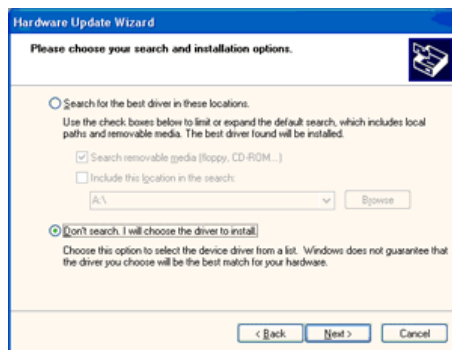 Hardware Update Wizard
Please choose your search and installation options.
Search for the best driver in these locations.
Use the check boxes below to limit or expand the default search, which includes local
paths and removable media. The best driver found will be installed.
Search removable media (floppy, CD-ROM...)
Include this location in the search:
A:\
Browse
Don't search. I will choose the driver to install.
Choose this option to select the device driver from a list. Windows does not guarantee that
the driver you choose will be the best match for your hardware.
< Back Next > Cancel